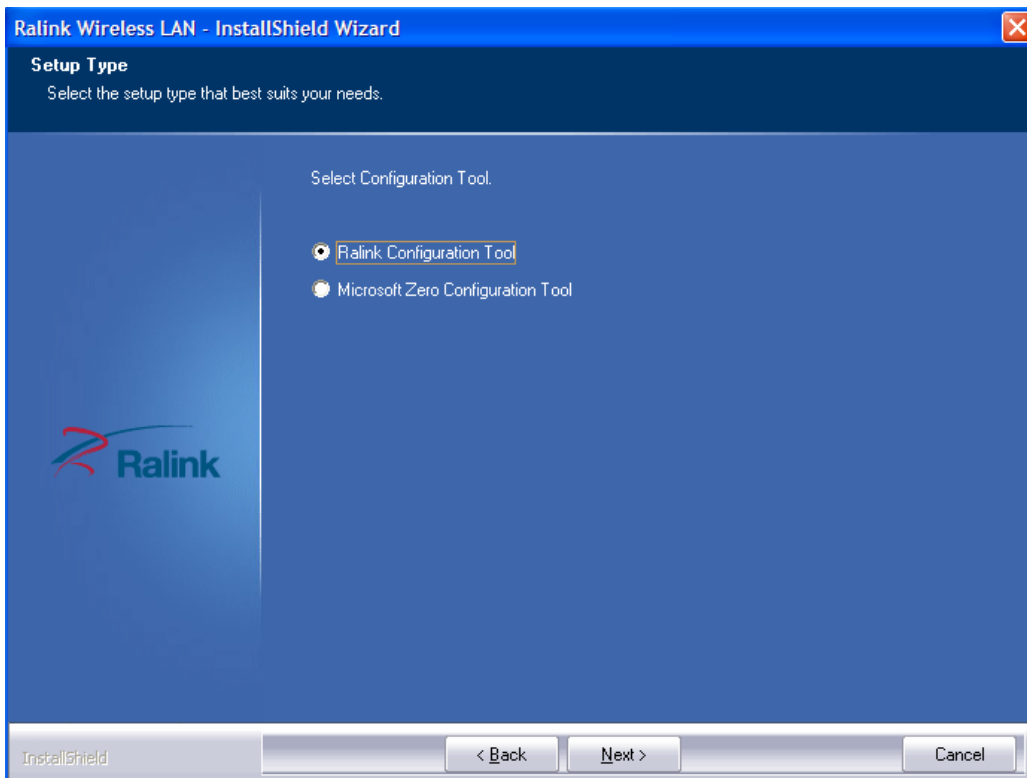 Ralink Wireless LAN - InstallShield Wizard
Setup Type
Select the setup type that best suits your needs.
Select Configuration Tool.
Ralink Configuration Tool
Microsoft Zero Configuration Tool
Ralink
InstallShield
< Back
Next >
Cancel